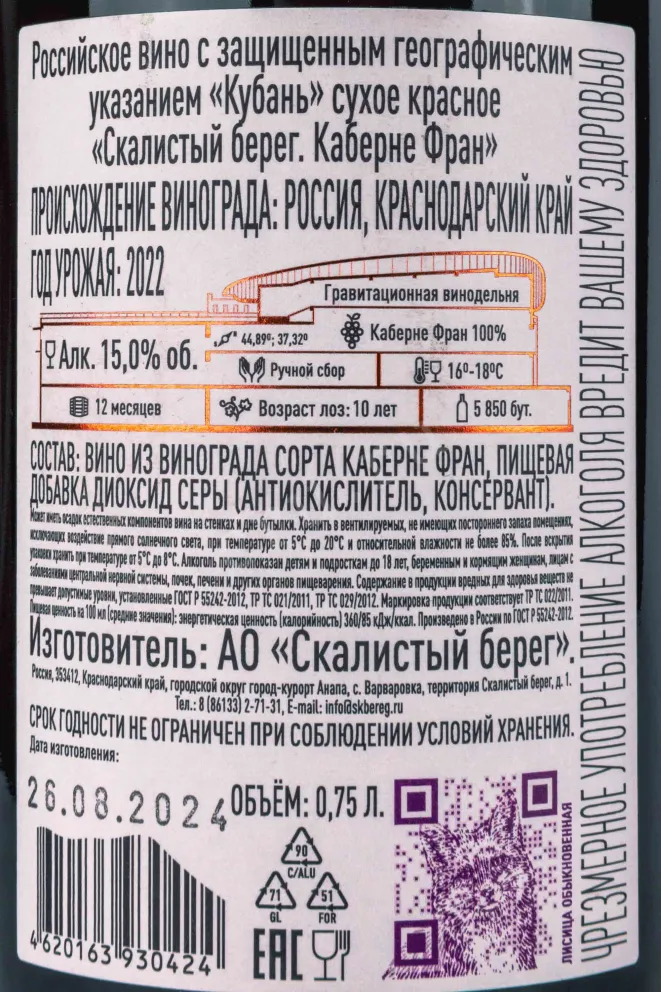 Российское вино с защищенным географическим
указанием «Кубань» сухое красное
«Скалистый берег. Каберне Фран»
ПРОИСХОЖДЕНИЕ ВИНОГРАДА: РОССИЯ, КРАСНОДАРСКИЙ КРАЙ
ГОД УРОЖАЯ: 2022
Гравитационная винодельня
44,89º; 37,32º
Каберне Фран 100%
Алк. 15,0% об.
Ручной сбор
16º-18ºС
12 месяцев
Возраст лоз: 10 лет
5 850 бут.
СОСТАВ: ВИНО ИЗ ВИНОГРАДА СОРТА КАБЕРНЕ ФРАН, ПИЩЕВАЯ
ДОБАВКА ДИОКСИД СЕРЫ (АНТИОКИСЛИТЕЛЬ, КОНСЕРВАНТ).
Может иметь осадок естественных компонентов вина на стенках и дне бутылки. Хранить в вентилируемых, не имеющих постороннего запаха помещениях,
исключающих воздействие прямого солнечного света, при температуре от 5°С до 20°С и относительной влажности не более 85%. После вскрытия
упаковки хранить при температуре от 5°С до 8°С. Алкоголь противопоказан детям и подросткам до 18 лет, беременным и кормящим женщинам, лицам с
заболеваниями центральной нервной системы, почек, печени и других органов пищеварения. Содержание в продукции вредных для здоровья веществ не
превышает допустимые уровни, установленные ГОСТ Р 55242-2012, ТР ТС 021/2011, ТР ТС 029/2012. Маркировка продукции соответствует ТР ТС 022/2011.
Пищевая ценность на 100 мл (средние значения): энергетическая ценность (калорийность) 360/85 кДж/ккал. Произведено в России по ГОСТ Р 55242-2012.
Изготовитель: АО «Скалистый берег».
Россия, 353412, Краснодарский край, городской округ город-курорт Анапа, с. Варваровка, территория Скалистый берег, д. 1.
Тел.: 8 (86133) 2-71-31, E-mail: info@skbereg.ru
СРОК ГОДНОСТИ НЕ ОГРАНИЧЕН ПРИ СОБЛЮДЕНИИ УСЛОВИЙ ХРАНЕНИЯ.
Дата изготовления:
26.08.2024
ОБЪЁМ: 0,75 Л.
90
C/ALU
71
GL
51
FOR
EAC
4620163930424
ЛИСИЦА ОБЫКНОВЕННАЯ
ЧРЕЗМЕРНОЕ УПОТРЕБЛЕНИЕ АЛКОГОЛЯ ВРЕДИТ ВАШЕМУ ЗДОРОВЬЮ